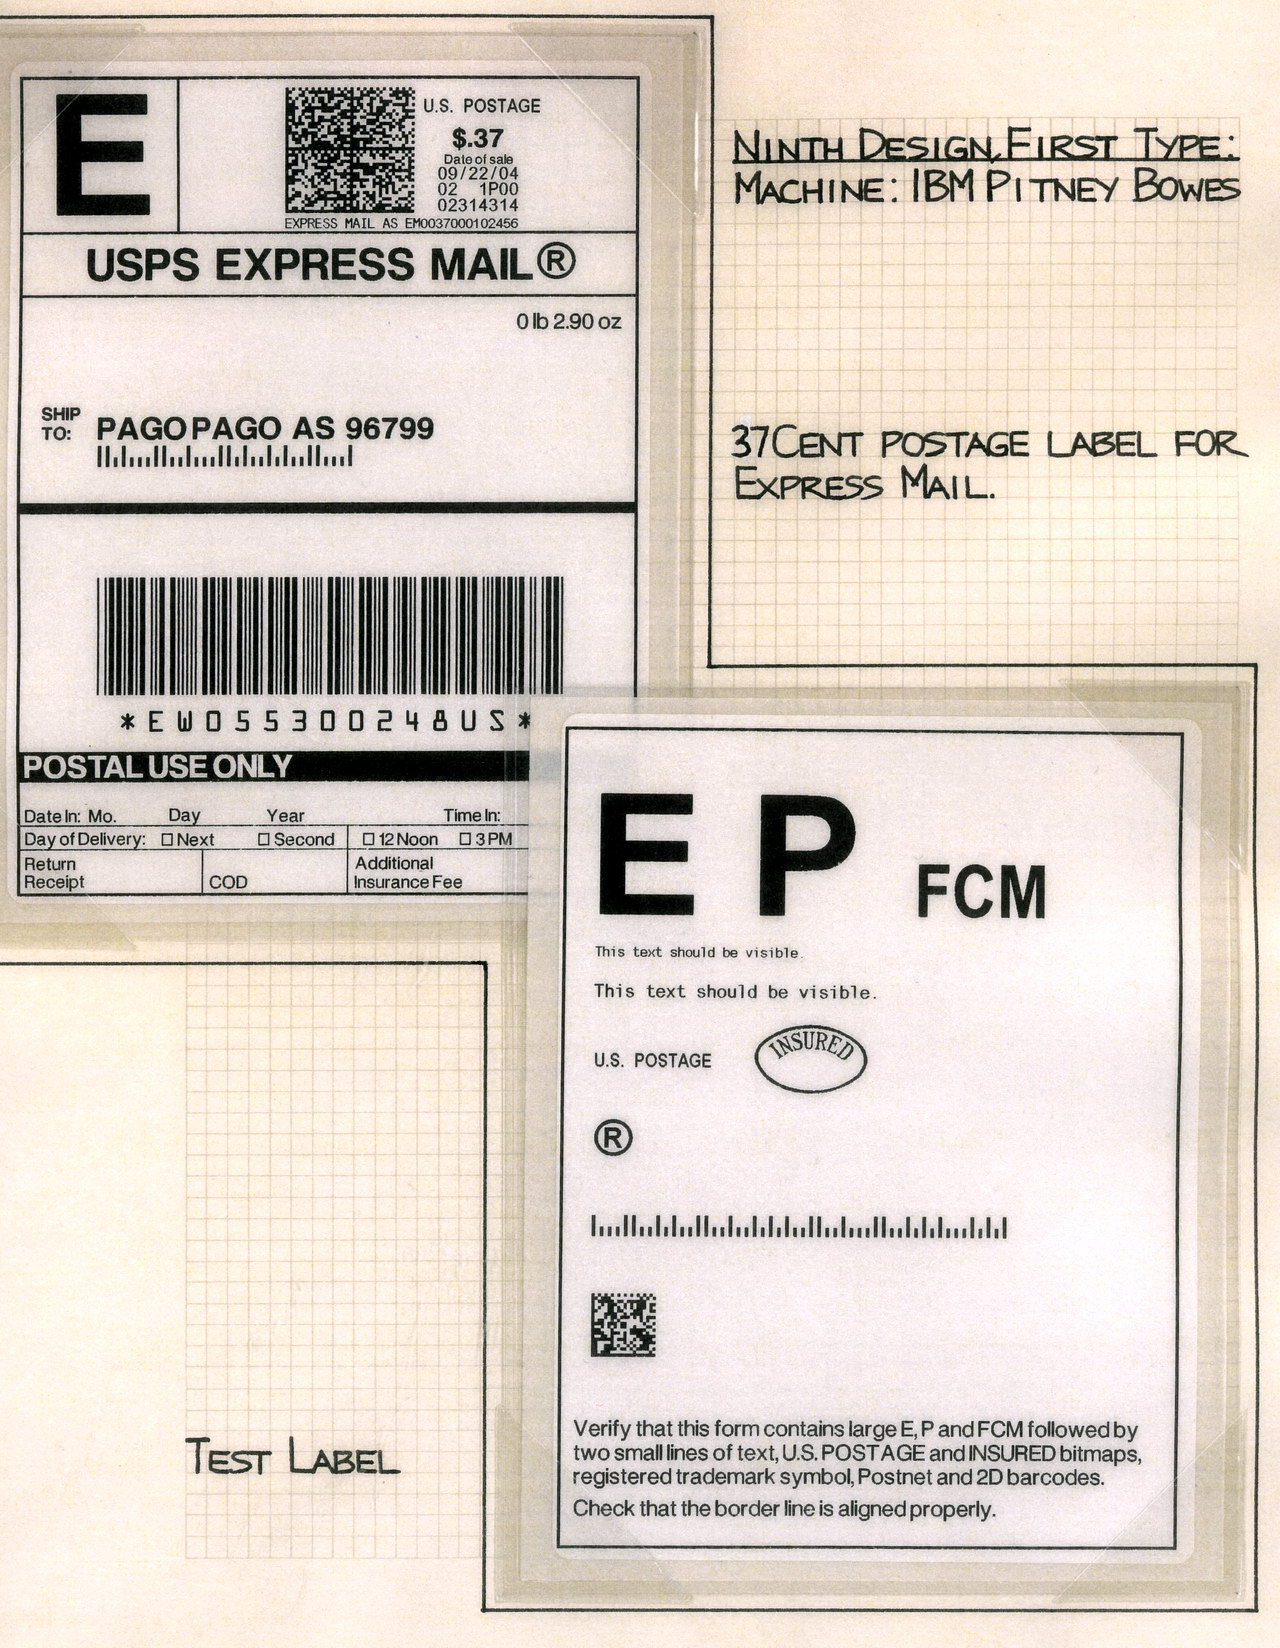 E
U.S. POSTAGE
$.37
Date of sale
09/22/04
02 1P00
02314314
EXPRESS MAIL AS EM0037000102456
USPS EXPRESS MAIL®
0 lb 2.90 oz
SHIP TO:
PAGO PAGO AS 96799
*EW055300248US*
POSTAL USE ONLY
Date In: Mo. Day Year Time In:
Day of Delivery: Next Second 12 Noon 3 PM
Return Receipt
COD
Additional Insurance Fee
NINTH DESIGN, FIRST TYPE:
MACHINE: IBM PITNEY BOWES
37 CENT POSTAGE LABEL FOR
EXPRESS MAIL.
E P FCM
This text should be visible.
This text should be visible.
U.S. POSTAGE INSURED
®
Verify that this form contains large E, P and FCM followed by
two small lines of text, U.S. POSTAGE and INSURED bitmaps,
registered trademark symbol, Postnet and 2D barcodes.
Check that the border line is aligned properly.
TEST LABEL